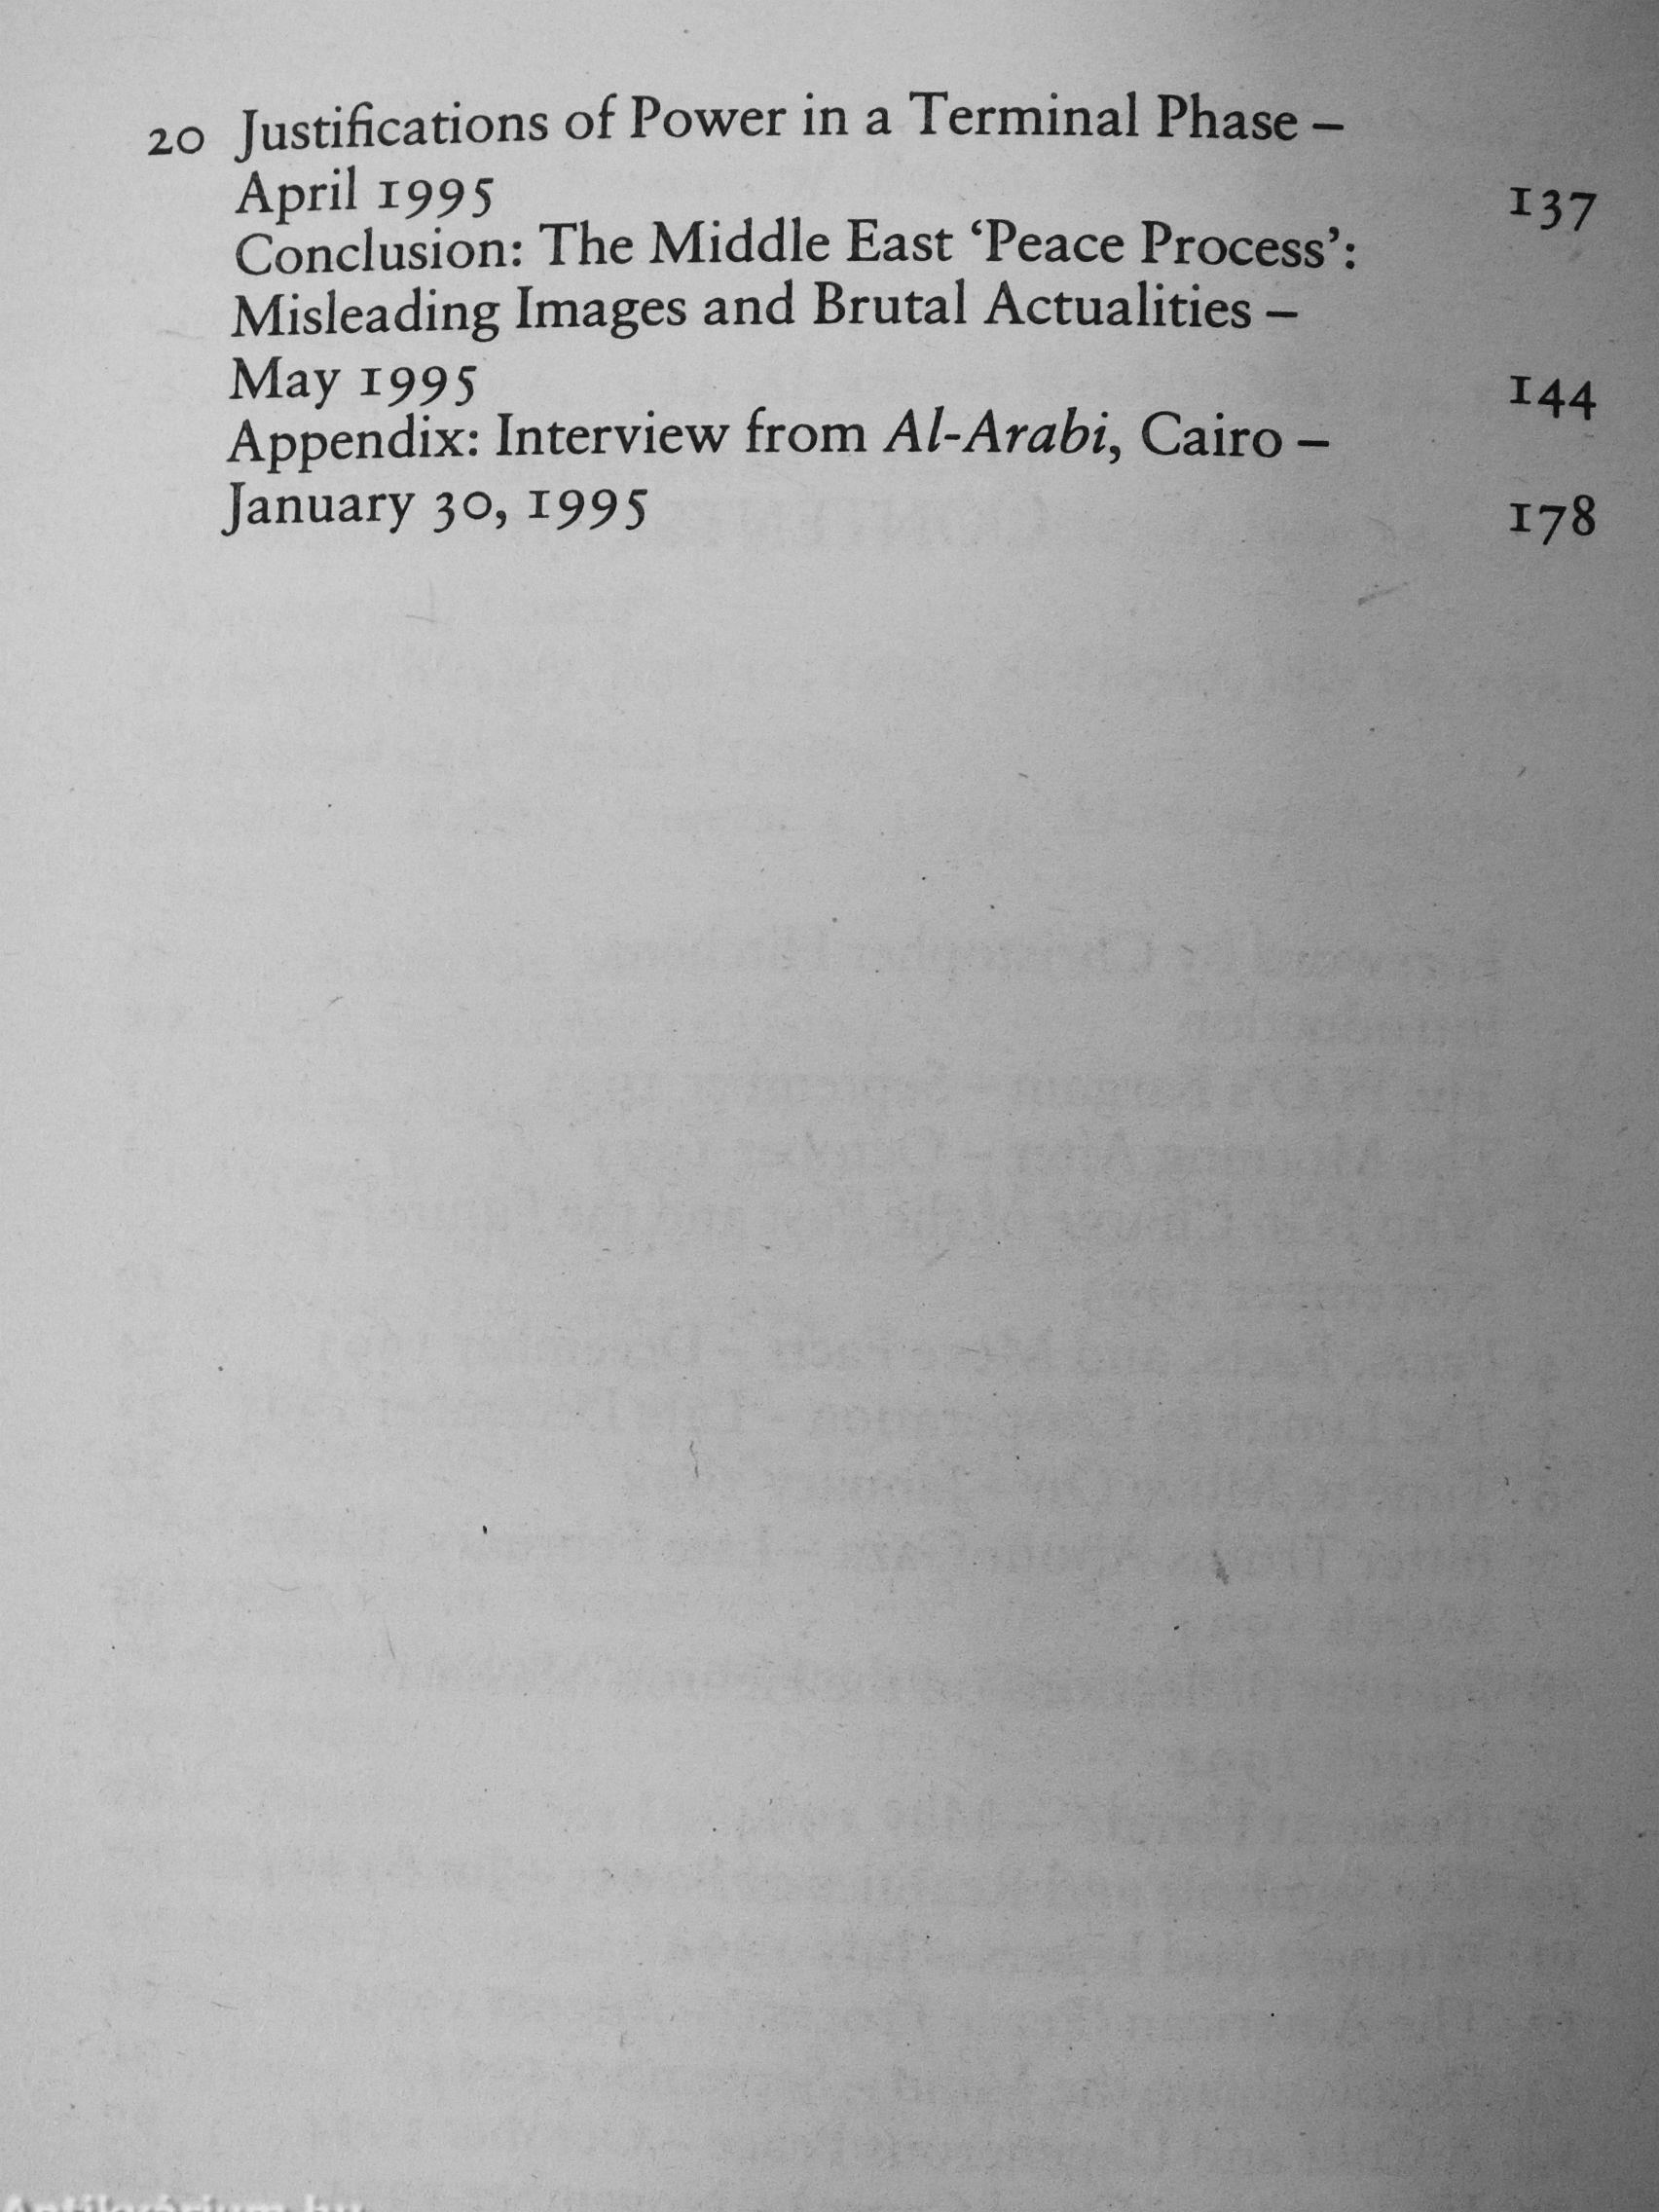 20 Justifications of Power in a Terminal Phase –
April 1995 137
Conclusion: The Middle East ‘Peace Process’:
Misleading Images and Brutal Actualities –
May 1995 144
Appendix: Interview from Al-Arabi, Cairo –
January 30, 1995 178